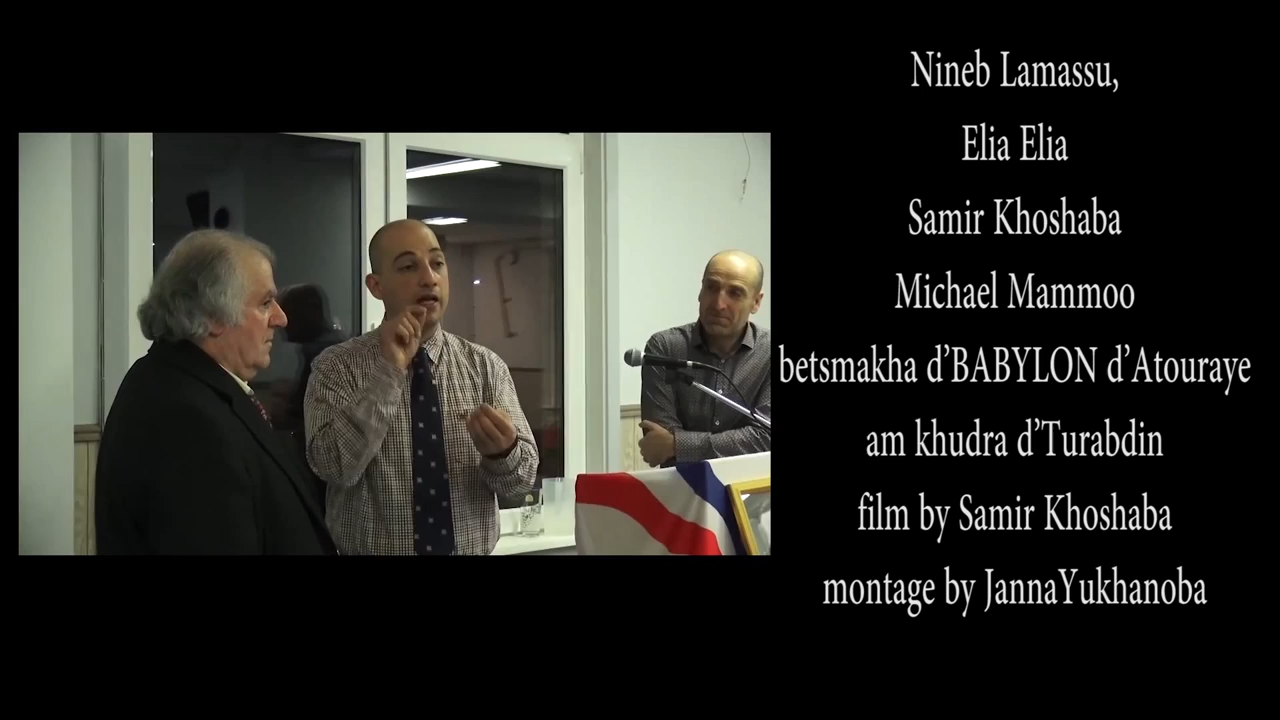 Nineb Lamassu,
Elia Elia
Samir Khoshaba
Michael Mammoo
betsmakha d’BABYLON d’Atouraye
am khudra d’Turabdin
film by Samir Khoshaba
montage by JannaYukhanoba